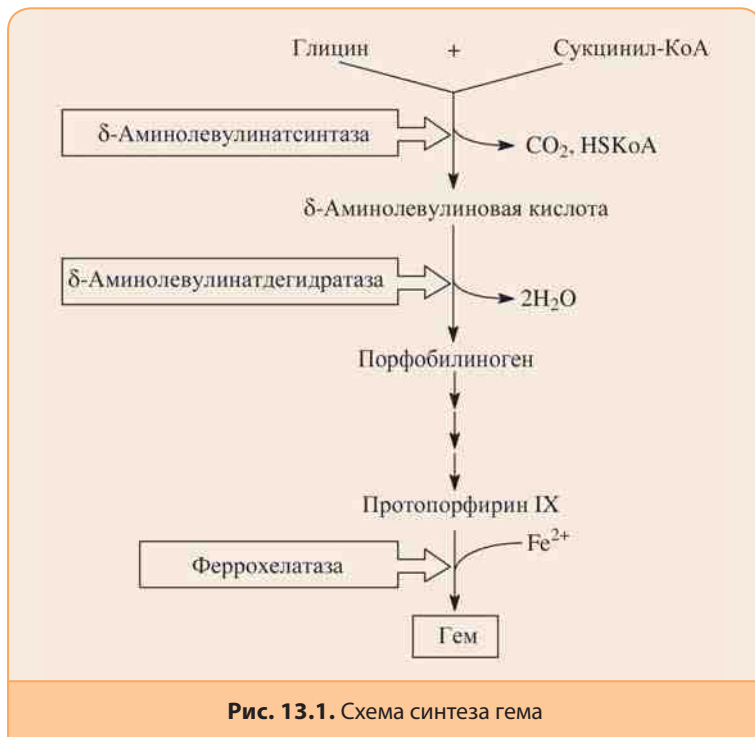 Глицин + Сукцинил-КоА
δ-Аминолевулинатсинтаза
CO₂, HSKoA
δ-Аминолевулиновая кислота
δ-Аминолевулинатдегидратаза
2H₂O
Порфобилиноген
Протопорфирин IX
Fe²⁺
Феррохелатаза
Гем
Рис. 13.1. Схема синтеза гема